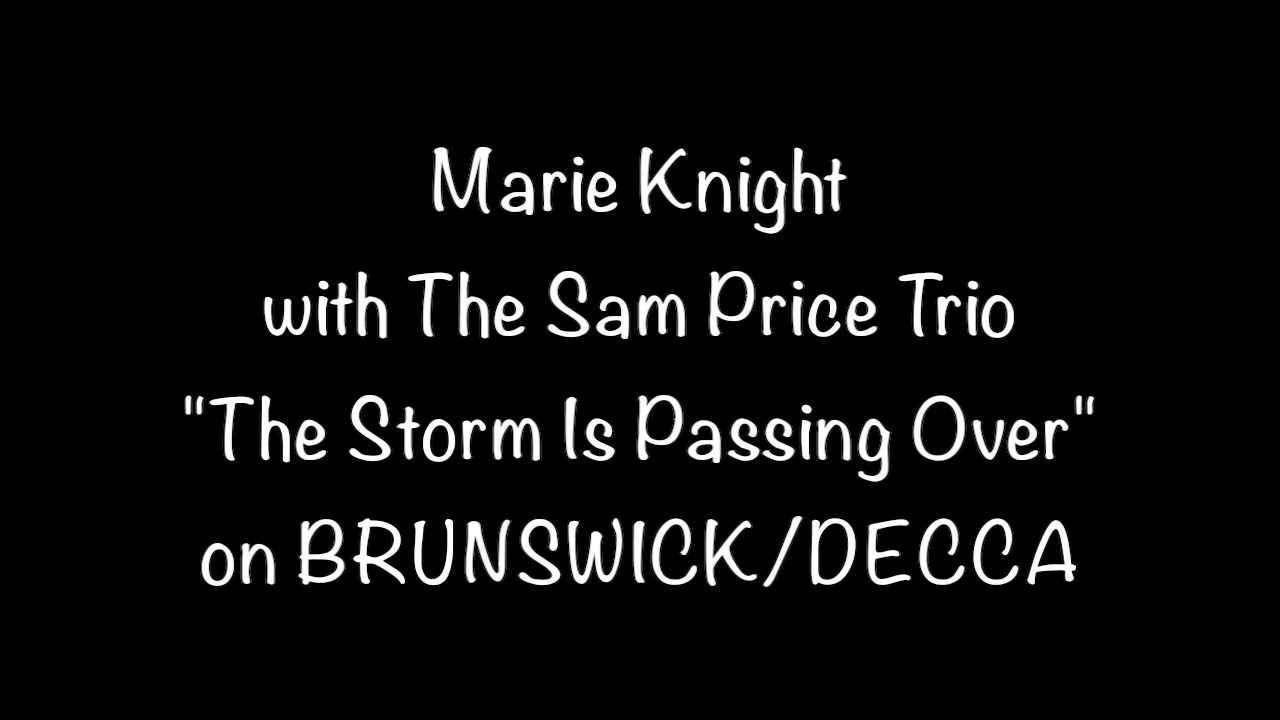 Marie Knight
with The Sam Price Trio
"The Storm Is Passing Over"
on BRUNSWICK/DECCA